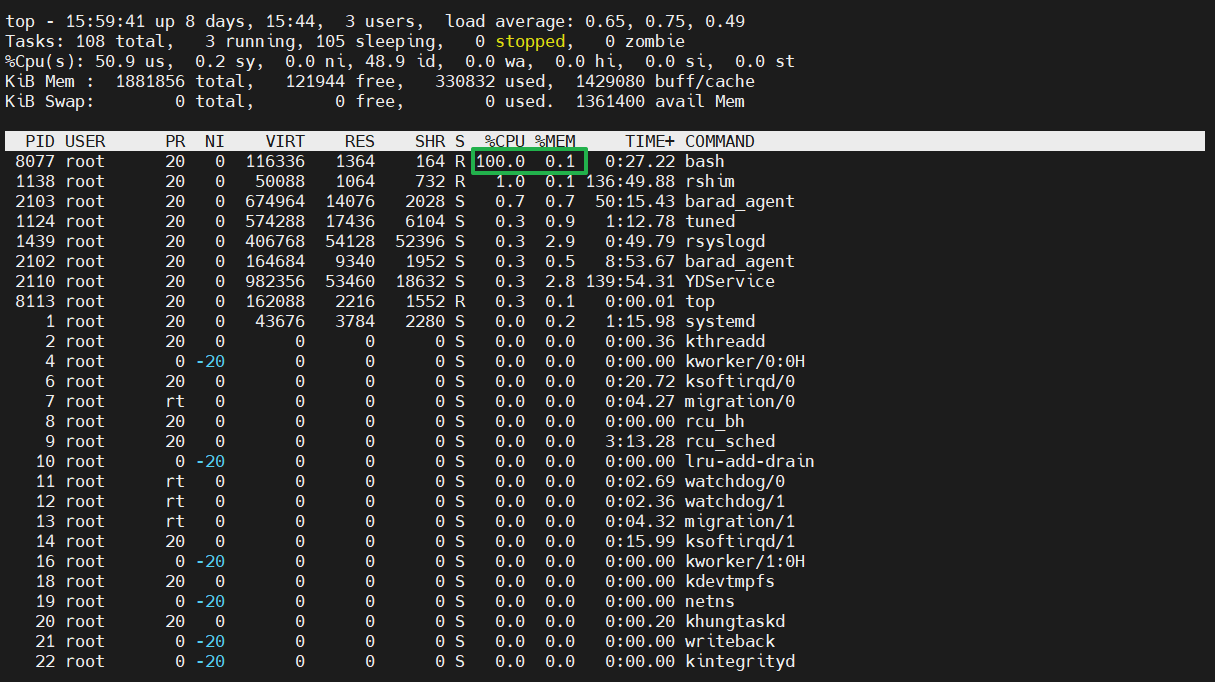 top - 15:59:41 up 8 days, 15:44,  3 users,  load average: 0.65, 0.75, 0.49
Tasks: 108 total,   3 running, 105 sleeping,   0 stopped,   0 zombie
%Cpu(s): 50.9 us,  0.2 sy,  0.0 ni, 48.9 id,  0.0 wa,  0.0 hi,  0.0 si,  0.0 st
KiB Mem :  1881856 total,   121944 free,   330832 used,  1429080 buff/cache
KiB Swap:        0 total,        0 free,        0 used.  1361400 avail Mem
  PID USER      PR  NI    VIRT    RES    SHR S  %CPU %MEM     TIME+ COMMAND
 8077 root      20   0  116336   1364    164 R 100.0  0.1   0:27.22 bash
 1138 root      20   0   50088   1064    732 R   1.0  0.1 136:49.88 rshim
 2103 root      20   0  674964  14076   2028 S   0.7  0.7  50:15.43 barad_agent
 1124 root      20   0  574288  17436   6104 S   0.3  0.9   1:12.78 tuned
 1439 root      20   0  406768  54128  52396 S   0.3  2.9   0:49.79 rsyslogd
 2102 root      20   0  164684   9340   1952 S   0.3  0.5   8:53.67 barad_agent
 2110 root      20   0  982356  53460  18632 S   0.3  2.8 139:54.31 YDService
 8113 root      20   0  162088   2216   1552 R   0.3  0.1   0:00.01 top
    1 root      20   0   43676   3784   2280 S   0.0  0.2   1:15.98 systemd
    2 root      20   0       0      0      0 S   0.0  0.0   0:00.36 kthreadd
    4 root       0 -20       0      0      0 S   0.0  0.0   0:00.00 kworker/0:0H
    6 root      20   0       0      0      0 S   0.0  0.0   0:20.72 ksoftirqd/0
    7 root      rt   0       0      0      0 S   0.0  0.0   0:04.27 migration/0
    8 root      20   0       0      0      0 S   0.0  0.0   0:00.00 rcu_bh
    9 root      20   0       0      0      0 S   0.0  0.0   3:13.28 rcu_sched
   10 root       0 -20       0      0      0 S   0.0  0.0   0:00.00 lru-add-drain
   11 root      rt   0       0      0      0 S   0.0  0.0   0:02.69 watchdog/0
   12 root      rt   0       0      0      0 S   0.0  0.0   0:02.36 watchdog/1
   13 root      rt   0       0      0      0 S   0.0  0.0   0:04.32 migration/1
   14 root      20   0       0      0      0 S   0.0  0.0   0:15.99 ksoftirqd/1
   16 root       0 -20       0      0      0 S   0.0  0.0   0:00.00 kworker/1:0H
   18 root      20   0       0      0      0 S   0.0  0.0   0:00.00 kdevtmpfs
   19 root       0 -20       0      0      0 S   0.0  0.0   0:00.00 netns
   20 root      20   0       0      0      0 S   0.0  0.0   0:00.20 khungtaskd
   21 root       0 -20       0      0      0 S   0.0  0.0   0:00.00 writeback
   22 root       0 -20       0      0      0 S   0.0  0.0   0:00.00 kintegrityd